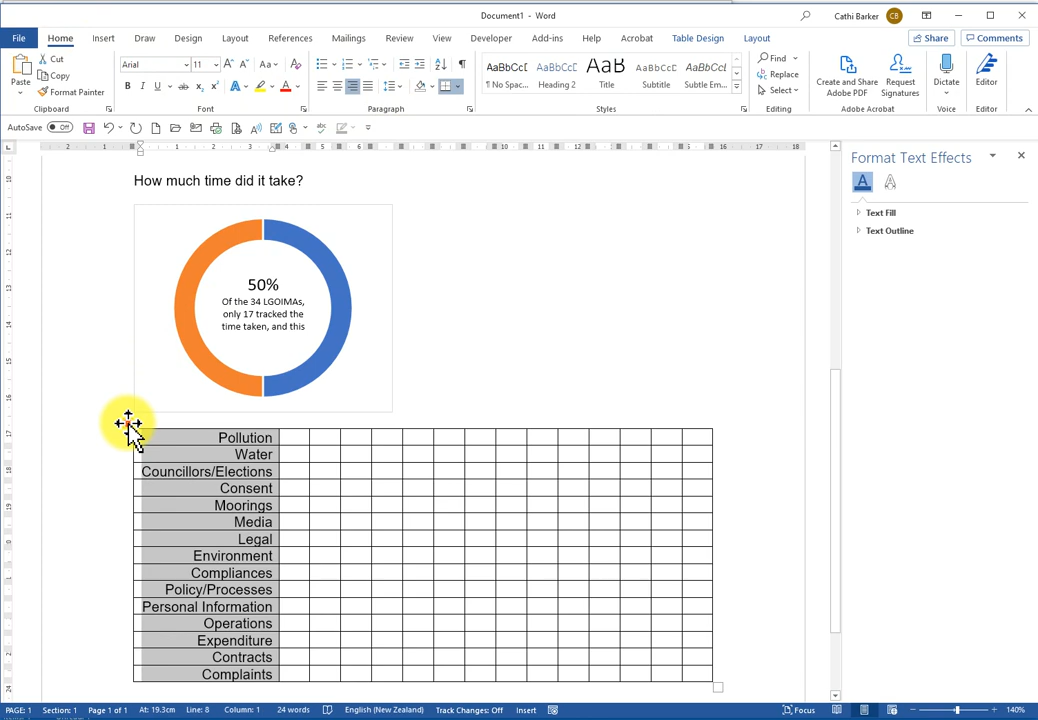 Document1 - Word
Cathi Barker
CB
File Home Insert Draw Design Layout References Mailings Review View Developer Add-ins Help Acrobat Table Design Layout Share Comments
Paste
Cut
Copy
Format Painter
Clipboard
Arial 11
Font
Paragraph
AaBbCcD ¶ No Spac...
AaBbCcD Heading 2
AaB Title
AaBbCcD Subtitle
AaBbCcD Subtle Em...
Styles
Find
Replace
Select
Editing
Create and Share Adobe PDF
Request Signatures
Adobe Acrobat
Dictate
Voice
Editor
Editor
AutoSave Off
How much time did it take?
50%
Of the 34 LGOIMAs,
only 17 tracked the
time taken, and this
Pollution
Water
Councillors/Elections
Consent
Moorings
Media
Legal
Environment
Compliances
Policy/Processes
Personal Information
Operations
Expenditure
Contracts
Complaints
Format Text Effects
Text Fill
Text Outline
PAGE: 1 Section: 1 Page 1 of 1 At: 19.3cm Line: 8 Column: 1 24 words English (New Zealand) Track Changes: Off Insert Focus 140%